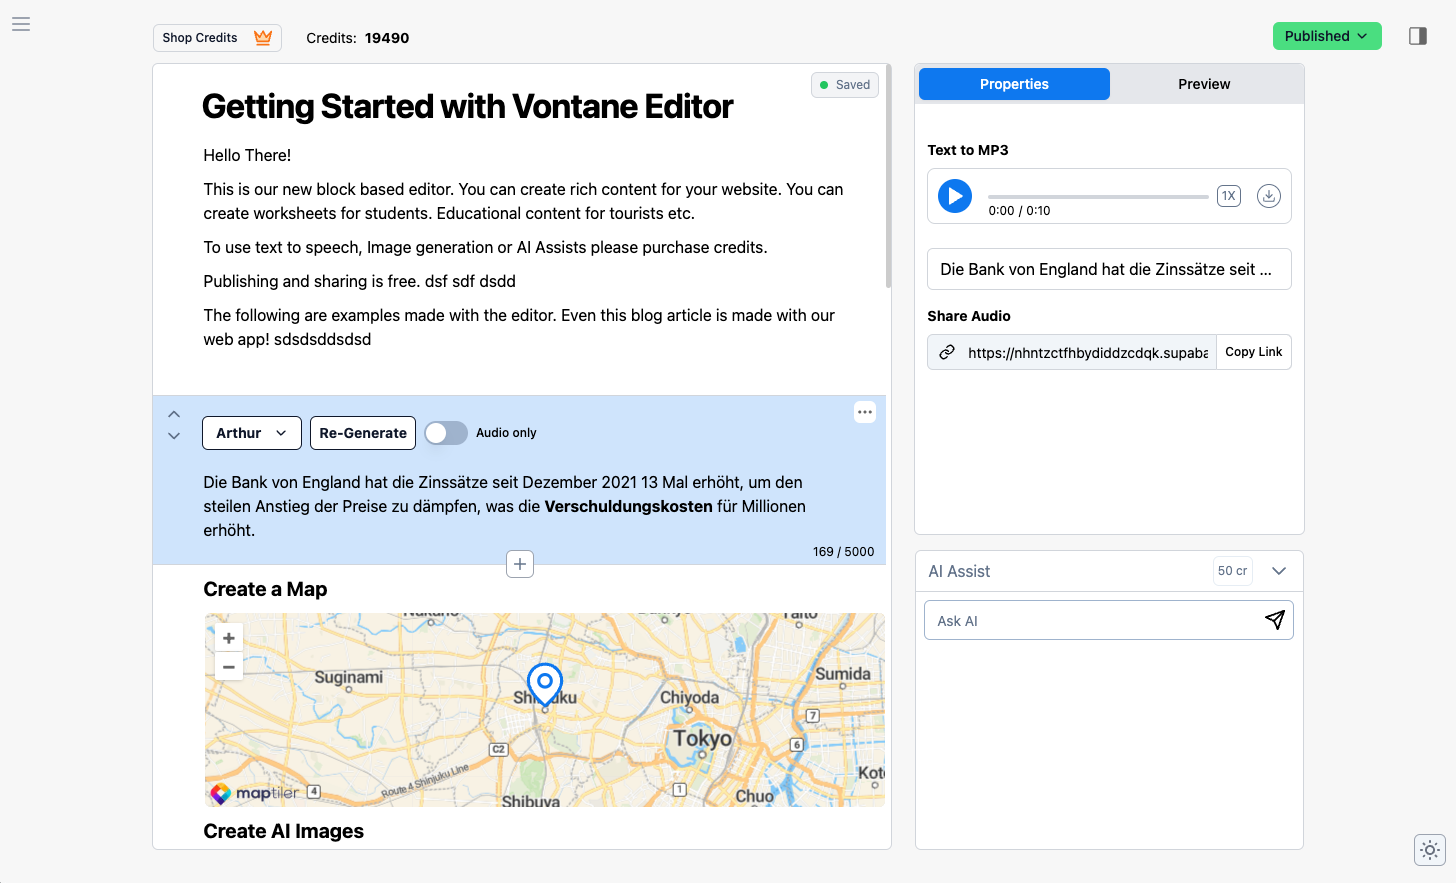 Shop Credits
Credits: 19490
Published
Saved
Getting Started with Vontane Editor
Hello There!
This is our new block based editor. You can create rich content for your website. You can
create worksheets for students. Educational content for tourists etc.
To use text to speech, Image generation or AI Assists please purchase credits.
Publishing and sharing is free. dsf sdf dsdd
The following are examples made with the editor. Even this blog article is made with our
web app! sdsdsddsdsd
Arthur
Re-Generate
Audio only
Die Bank von England hat die Zinssätze seit Dezember 2021 13 Mal erhöht, um den
steilen Anstieg der Preise zu dämpfen, was die Verschuldungskosten für Millionen
erhöht.
169 / 5000
Create a Map
Suginami
Sumida
Chiyoda
7
Tokyo
6
C2
Route 4 Shinjuku Line
4
1
Shibuya
Chuo
maptiler
Create AI Images
Properties
Preview
Text to MP3
0:00 / 0:10
1X
Die Bank von England hat die Zinssätze seit ...
Share Audio
https://nhntzctfhbydiddzcdqk.supaba
Copy Link
AI Assist
50 cr
Ask AI